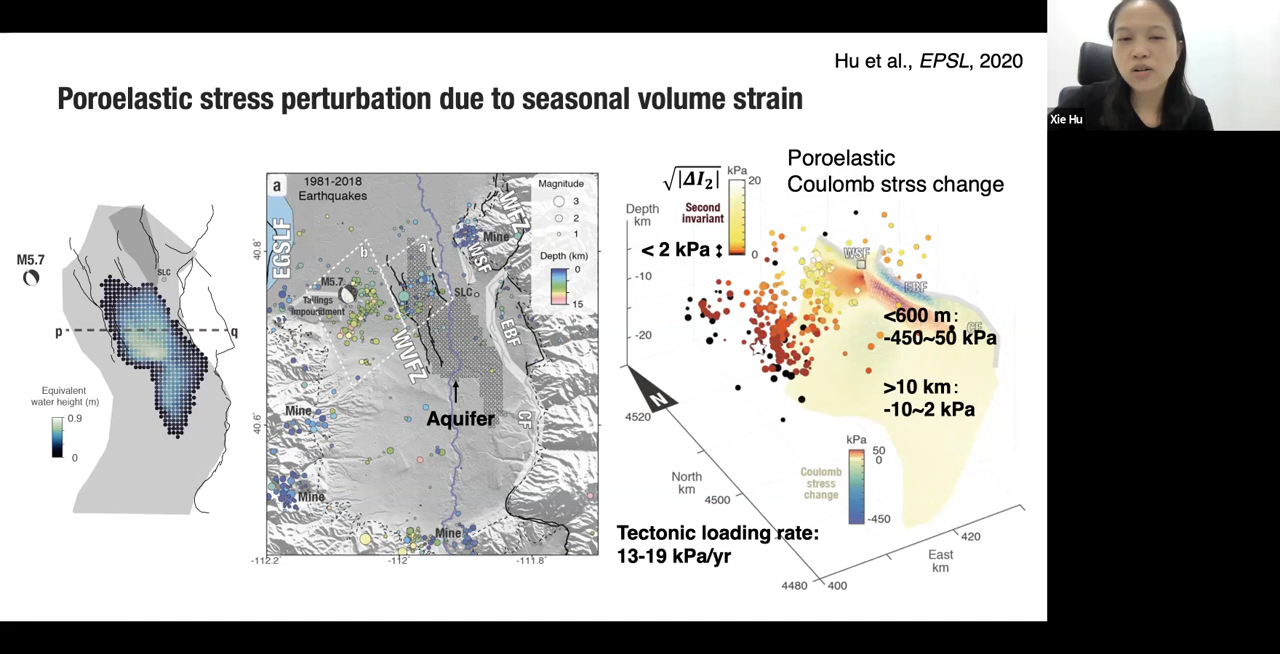 Hu et al., EPSL, 2020
Poroelastic stress perturbation due to seasonal volume strain
Xie Hu
M5.7
SLC
p
q
Equivalent
water height (m)
0.9
0
a
1981-2018
Earthquakes
Magnitude
3
2
1
Depth (km)
0
15
EGSLF
40.8°
40.6°
WFZ
WSF
Mine
b
a
M5.7
Tailings
impoundment
SLC
EBF
WVFZ
Aquifer
CF
Mine
Mine
Mine
-112.2°
-112°
-111.8°
Poroelastic
Coulomb strss change
√|ΔI2|
kPa
20
0
Second
invariant
< 2 kPa
Depth
km
-10
-20
WSF
EBF
CF
<600 m:
-450~50 kPa
>10 km:
-10~2 kPa
N
4520
North
km
4500
4480
400
420
East
km
kPa
50
0
-450
Coulomb
stress
change
Tectonic loading rate:
13-19 kPa/yr